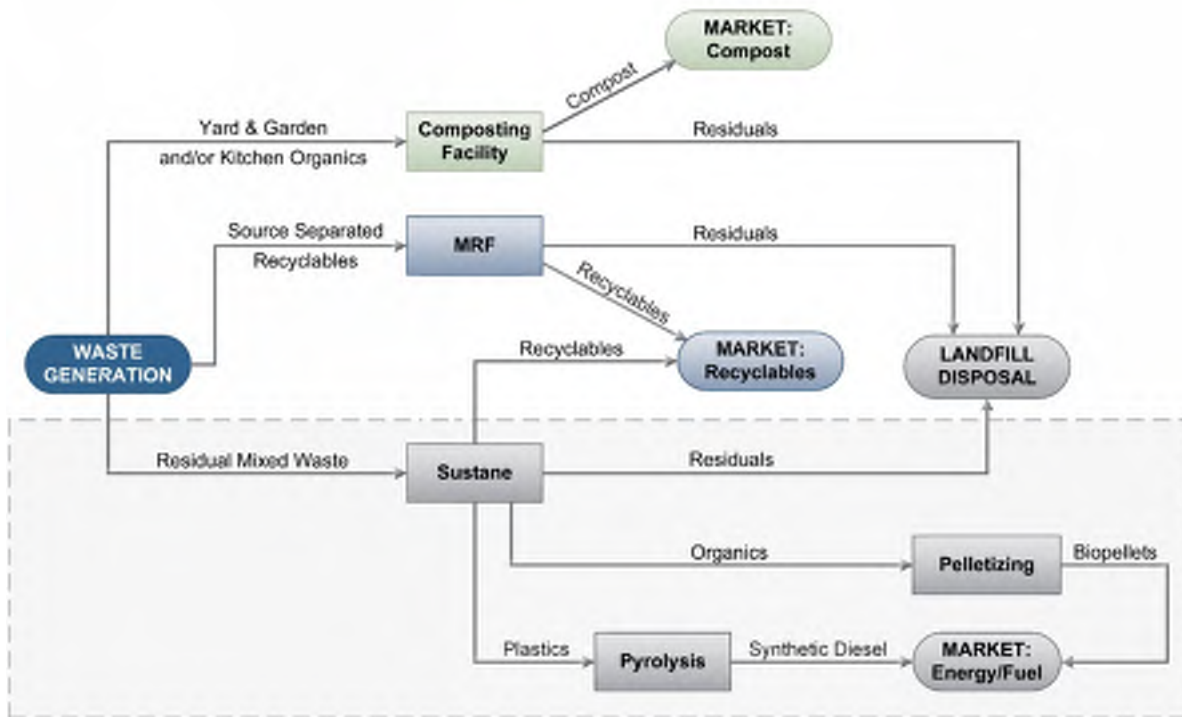 MARKET:
Compost
Compost
Yard & Garden
and/or Kitchen Organics
Composting
Facility
Residuals
Source Separated
Recyclables
MRF
Residuals
Recyclables
WASTE
GENERATION
Recyclables
MARKET:
Recyclables
LANDFILL
DISPOSAL
Residual Mixed Waste
Sustane
Residuals
Organics
Pelletizing
Biopellets
Plastics
Pyrolysis
Synthetic Diesel
MARKET:
Energy/Fuel